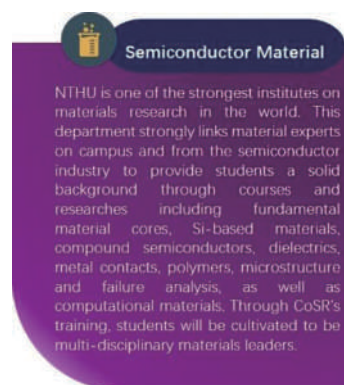 Semiconductor Material
NTHU is one of the strongest institutes on
materials research in the world. This
department strongly links material experts
on campus and from the semiconductor
industry to provide students a solid
background through courses and
researches including fundamental
material cores, Si-based materials,
compound semiconductors, dielectrics,
metal contacts, polymers, microstructure
and failure analysis, as well as
computational materials. Through CoSR's
training, students will be cultivated to be
multi-disciplinary materials leaders.